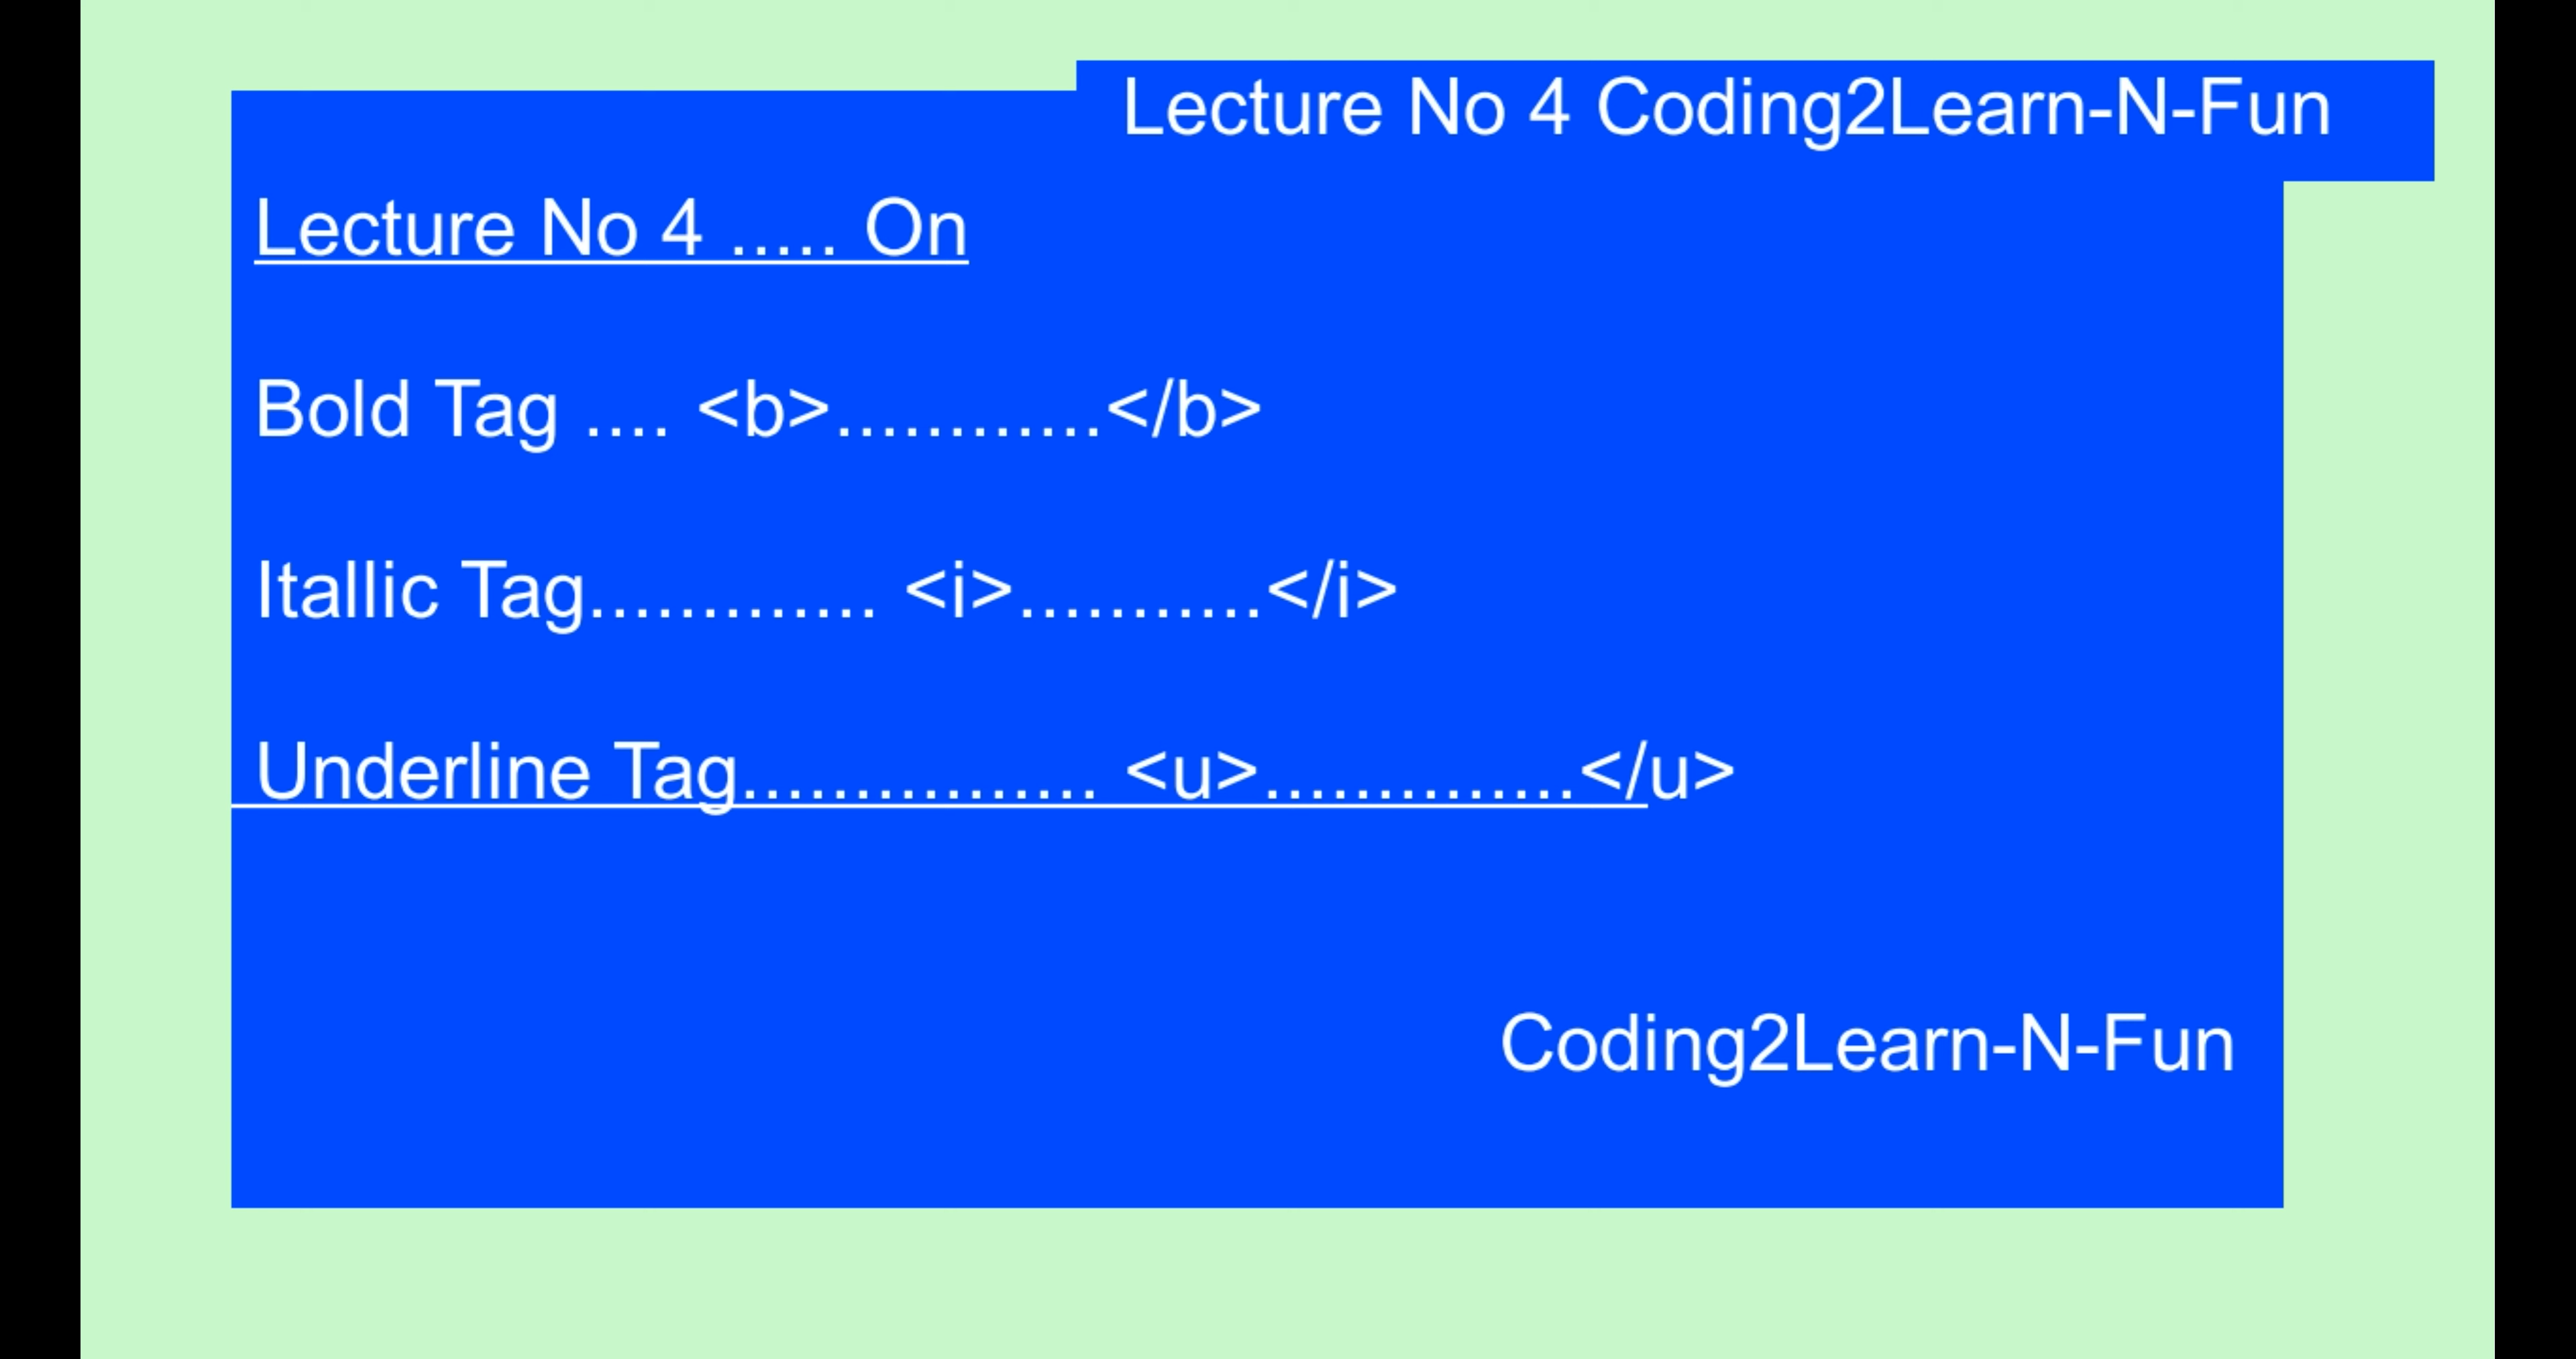 Lecture No 4 Coding2Learn-N-Fun
Lecture No 4 ..... On
Bold Tag .... <b>............</b>
Itallic Tag............. <i>...........</i>
Underline Tag................ <u>..............</u>
Coding2Learn-N-Fun